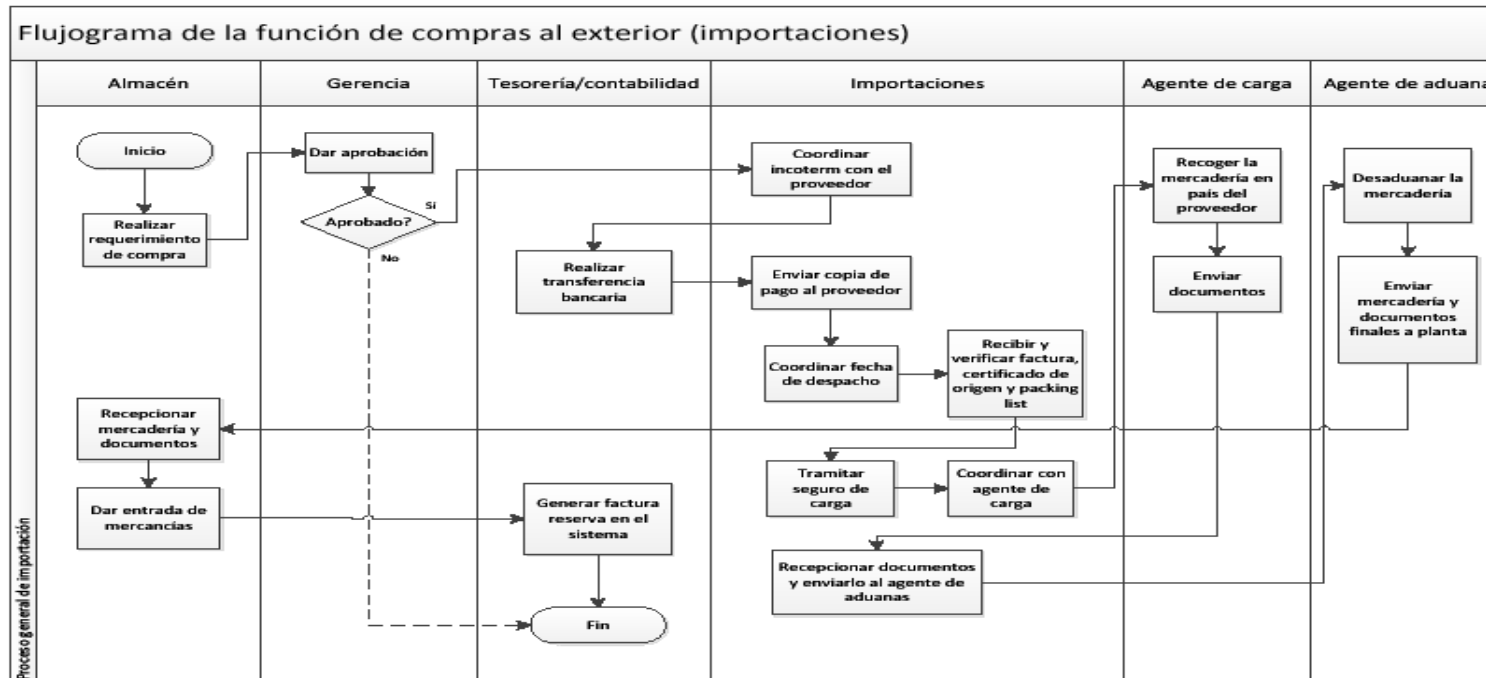 Flujograma de la función de compras al exterior (importaciones)
Proceso general de importación
Almacén
Gerencia
Tesorería/contabilidad
Importaciones
Agente de carga
Agente de aduana
Inicio
Realizar
requerimiento
de compra
Dar aprobación
Aprobado?
Sí
No
Coordinar
incoterm con el
proveedor
Realizar
transferencia
bancaria
Enviar copia de
pago al proveedor
Coordinar fecha
de despacho
Recibir y
verificar factura,
certificado de
origen y packing
list
Tramitar
seguro de
carga
Coordinar con
agente de
carga
Recoger la
mercadería en
país del
proveedor
Enviar
documentos
Recepcionar documentos
y enviarlo al agente de
aduanas
Desaduanar la
mercadería
Enviar
mercadería y
documentos
finales a planta
Recepcionar
mercadería y
documentos
Dar entrada de
mercancías
Generar factura
reserva en el
sistema
Fin